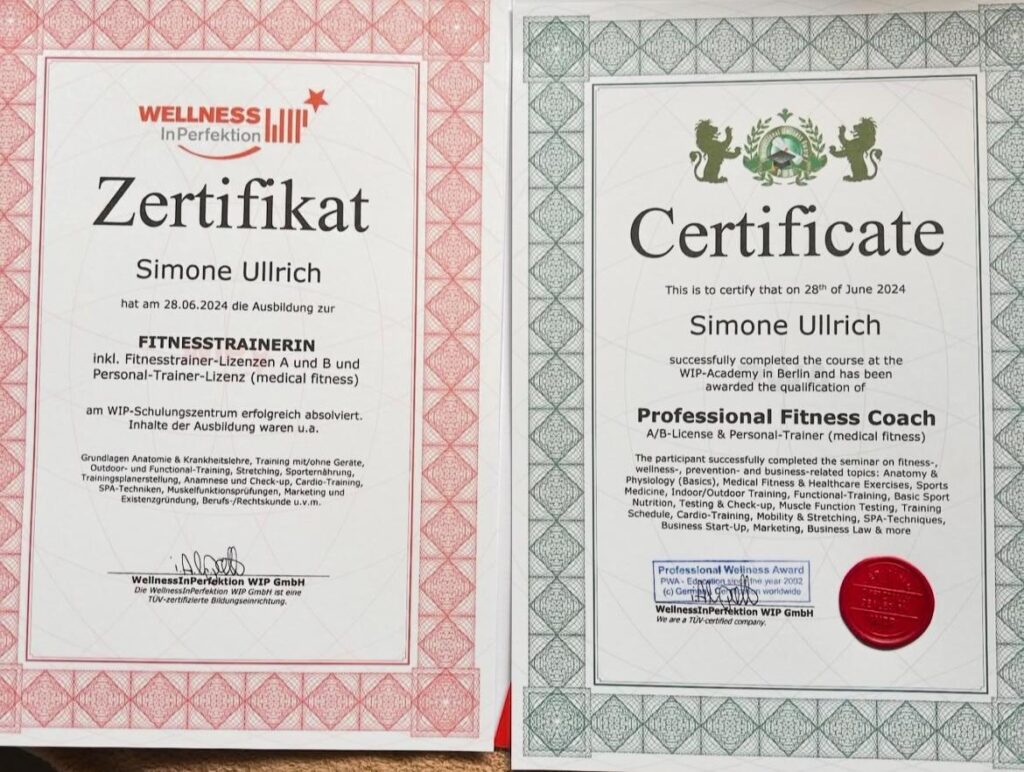 WELLNESS
InPerfektion
Zertifikat
Simone Ullrich
hat am 28.06.2024 die Ausbildung zur
FITNESSTRAINERIN
inkl. Fitnesstrainer-Lizenzen A und B und
Personal-Trainer-Lizenz (medical fitness)
am WIP-Schulungszentrum erfolgreich absolviert.
Inhalte der Ausbildung waren u.a.
Grundlagen Anatomie & Krankheitslehre, Training mit/ohne Geräte,
Outdoor- und Functional-Training, Stretching, Sporternährung,
Trainingsplanerstellung, Anamnese und Check-up, Cardio-Training,
SPA-Techniken, Muskelfunktionsprüfungen, Marketing und
Existenzgründung, Berufs-/Rechtskunde u.v.m.
WellnessInPerfektion WIP GmbH
Die WellnessInPerfektion WIP GmbH ist eine
TÜV-zertifizierte Bildungseinrichtung.
Certificate
This is to certify that on 28th of June 2024
Simone Ullrich
successfully completed the course at the
WIP-Academy in Berlin and has been
awarded the qualification of
Professional Fitness Coach
A/B-License & Personal-Trainer (medical fitness)
The participant successfully completed the seminar on fitness-,
wellness-, prevention- and business-related topics: Anatomy &
Physiology (Basics), Medical Fitness & Healthcare Exercises, Sports
Medicine, Indoor/Outdoor Training, Functional-Training, Basic Sport
Nutrition, Testing & Check-up, Muscle Function Testing, Training
Schedule, Cardio-Training, Mobility & Stretching, SPA-Techniques,
Business Start-Up, Marketing, Business Law & more
Professional Wellness Award
PWA - Education since the year 2002
(c) German worldwide
WellnessInPerfektion WIP GmbH
We are a TÜV-certified company.